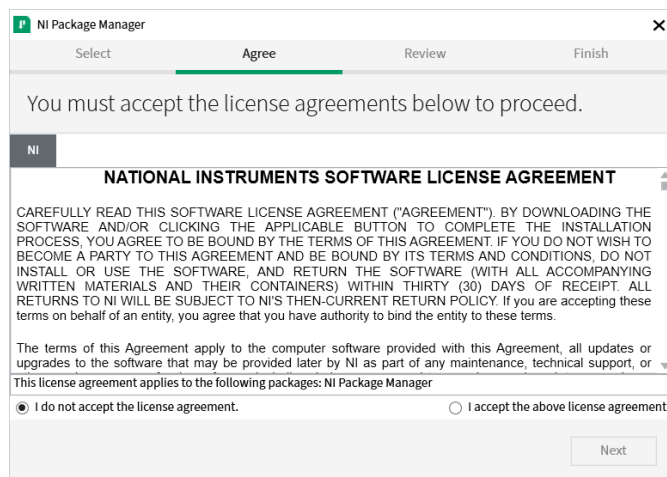 NI Package Manager
Select Agree Review Finish
You must accept the license agreements below to proceed.
NI
NATIONAL INSTRUMENTS SOFTWARE LICENSE AGREEMENT
CAREFULLY READ THIS SOFTWARE LICENSE AGREEMENT ("AGREEMENT"). BY DOWNLOADING THE
SOFTWARE AND/OR CLICKING THE APPLICABLE BUTTON TO COMPLETE THE INSTALLATION
PROCESS, YOU AGREE TO BE BOUND BY THE TERMS OF THIS AGREEMENT. IF YOU DO NOT WISH TO
BECOME A PARTY TO THIS AGREEMENT AND BE BOUND BY ITS TERMS AND CONDITIONS, DO NOT
INSTALL OR USE THE SOFTWARE, AND RETURN THE SOFTWARE (WITH ALL ACCOMPANYING
WRITTEN MATERIALS AND THEIR CONTAINERS) WITHIN THIRTY (30) DAYS OF RECEIPT. ALL
RETURNS TO NI WILL BE SUBJECT TO NI'S THEN-CURRENT RETURN POLICY. If you are accepting these
terms on behalf of an entity, you agree that you have authority to bind the entity to these terms.
The terms of this Agreement apply to the computer software provided with this Agreement, all updates or
upgrades to the software that may be provided later by NI as part of any maintenance, technical support, or
This license agreement applies to the following packages: NI Package Manager
I do not accept the license agreement. I accept the above license agreement
Next